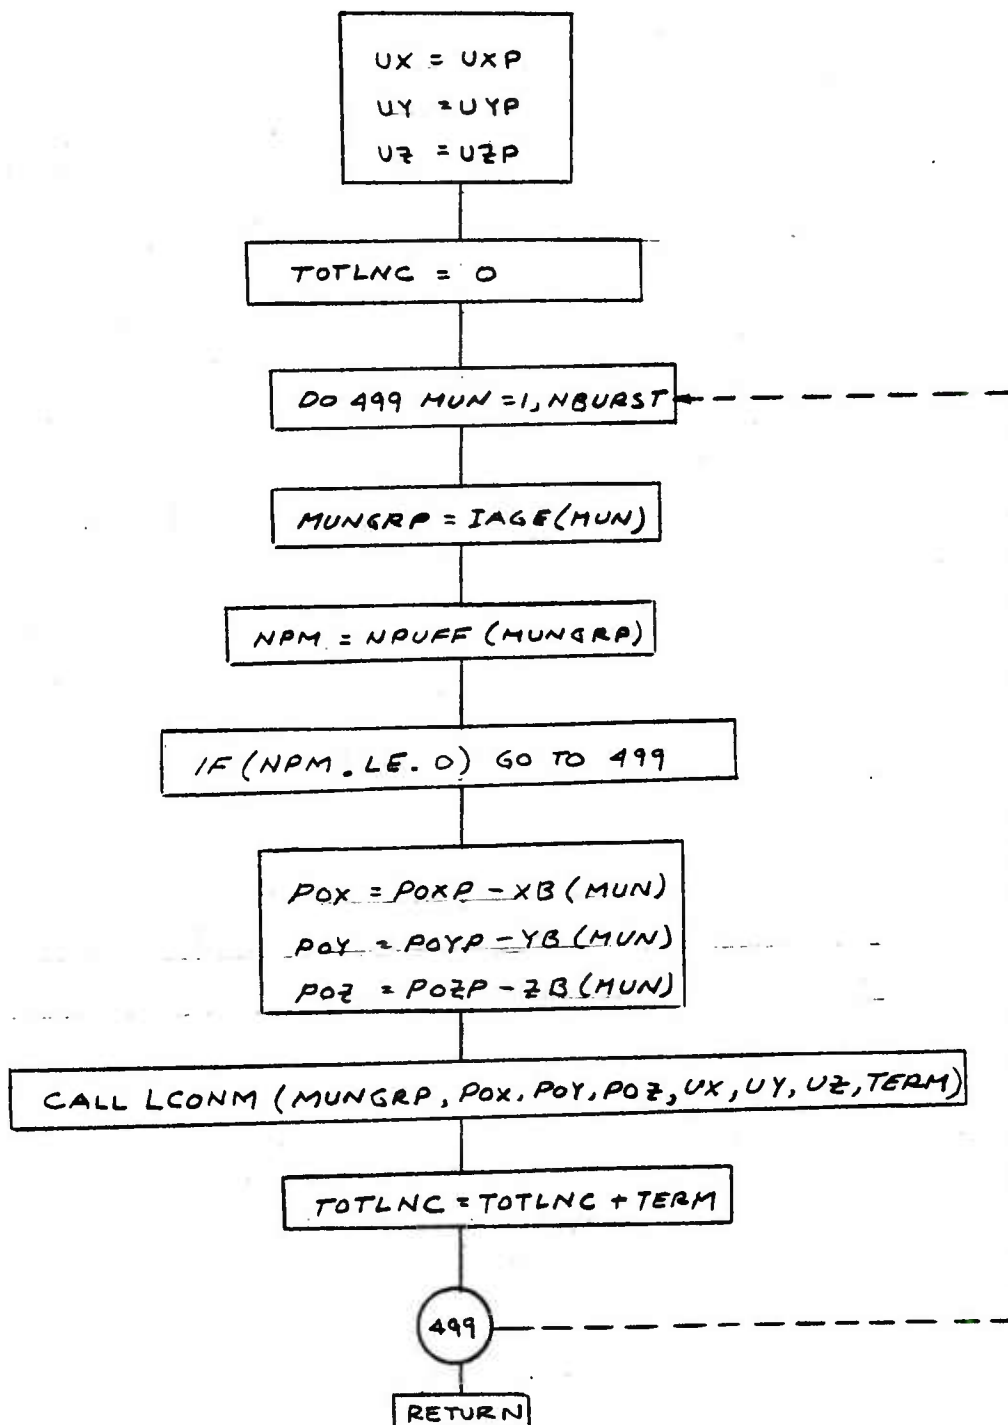 UX = UXP
UY = UYP
UZ = UZP
TOTLNC = 0
DO 499 MUN = 1, NBURST
MUNGRP = IAGE(MUN)
NPM = NPUFF (MUNGRP)
IF (NPM . LE . 0) GO TO 499
POX = POXP - XB (MUN)
POY = POYP - YB (MUN)
POZ = POZP - ZB (MUN)
CALL LCONM (MUNGRP, POX, POY, POZ, UX, UY, UZ, TERM)
TOTLNC = TOTLNC + TERM
499
RETURN